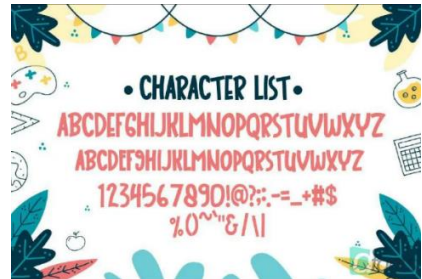 • CHARACTER LIST •
ABCDEFGHIJKLMNOPQRSTUVWXYZ
ABCDEFGHIJKLMNOPQRSTUVWXYZ
1234567890!@?:;.-=_+#$
%()~^'"&/\|